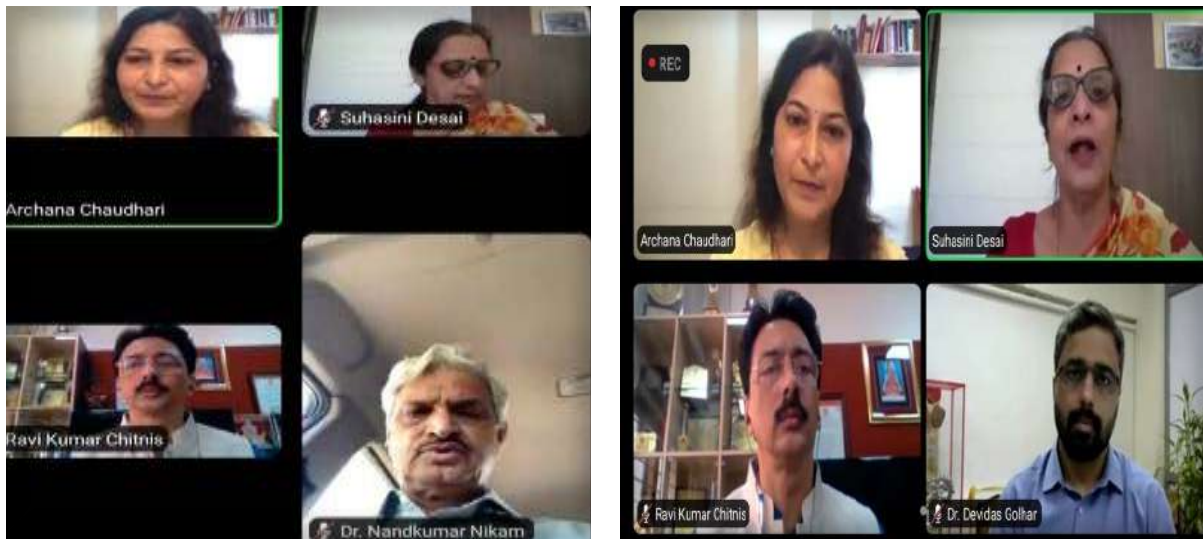 Suhasini Desai
Archana Chaudhari
Ravi Kumar Chitnis
Dr. Nandkumar Nikam
REC
Archana Chaudhari
Suhasini Desai
Ravi Kumar Chitnis
Dr. Devidas Golhar